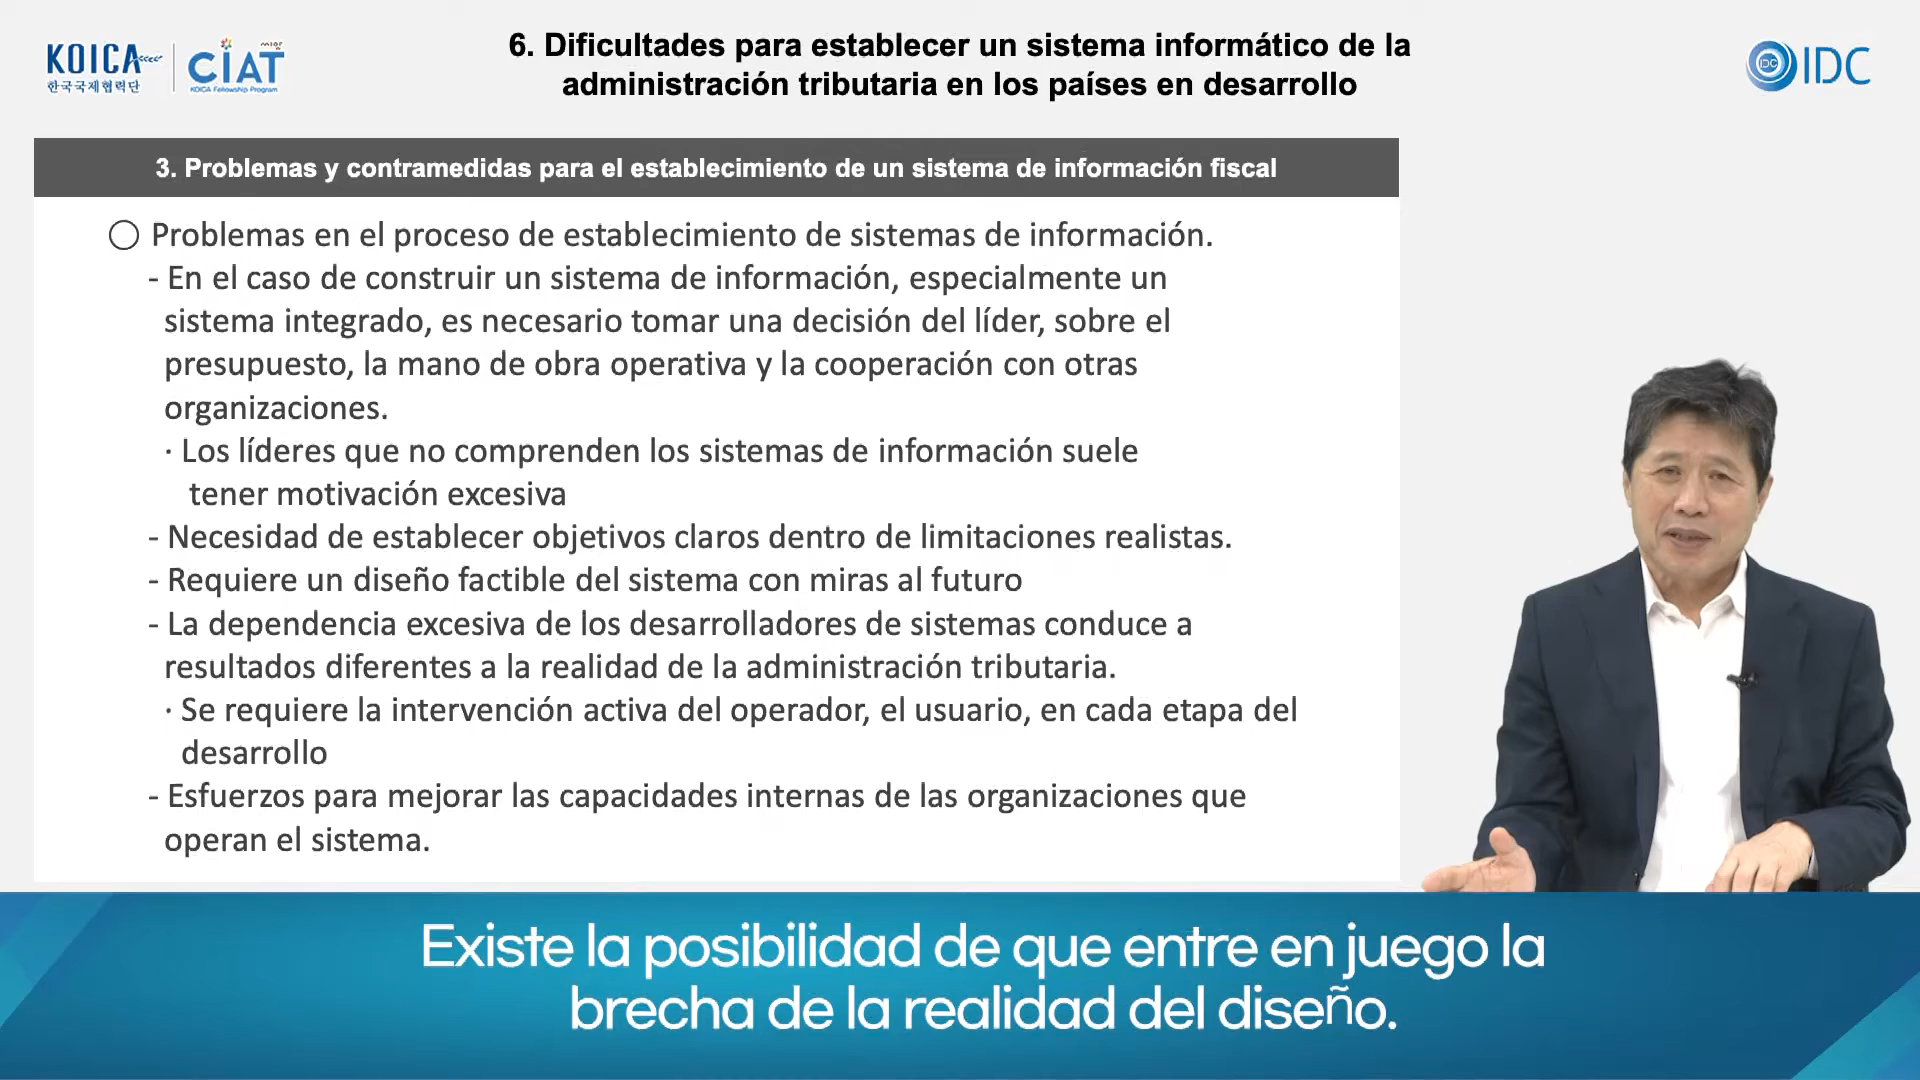 KOICA
한국국제협력단
CIAT
KOICA Fellowship Program
6. Dificultades para establecer un sistema informático de la
administración tributaria en los países en desarrollo
IDC
3. Problemas y contramedidas para el establecimiento de un sistema de información fiscal
○ Problemas en el proceso de establecimiento de sistemas de información.
- En el caso de construir un sistema de información, especialmente un
sistema integrado, es necesario tomar una decisión del líder, sobre el
presupuesto, la mano de obra operativa y la cooperación con otras
organizaciones.
· Los líderes que no comprenden los sistemas de información suele
tener motivación excesiva
- Necesidad de establecer objetivos claros dentro de limitaciones realistas.
- Requiere un diseño factible del sistema con miras al futuro
- La dependencia excesiva de los desarrolladores de sistemas conduce a
resultados diferentes a la realidad de la administración tributaria.
· Se requiere la intervención activa del operador, el usuario, en cada etapa del
desarrollo
- Esfuerzos para mejorar las capacidades internas de las organizaciones que
operan el sistema.
Existe la posibilidad de que entre en juego la
brecha de la realidad del diseño.